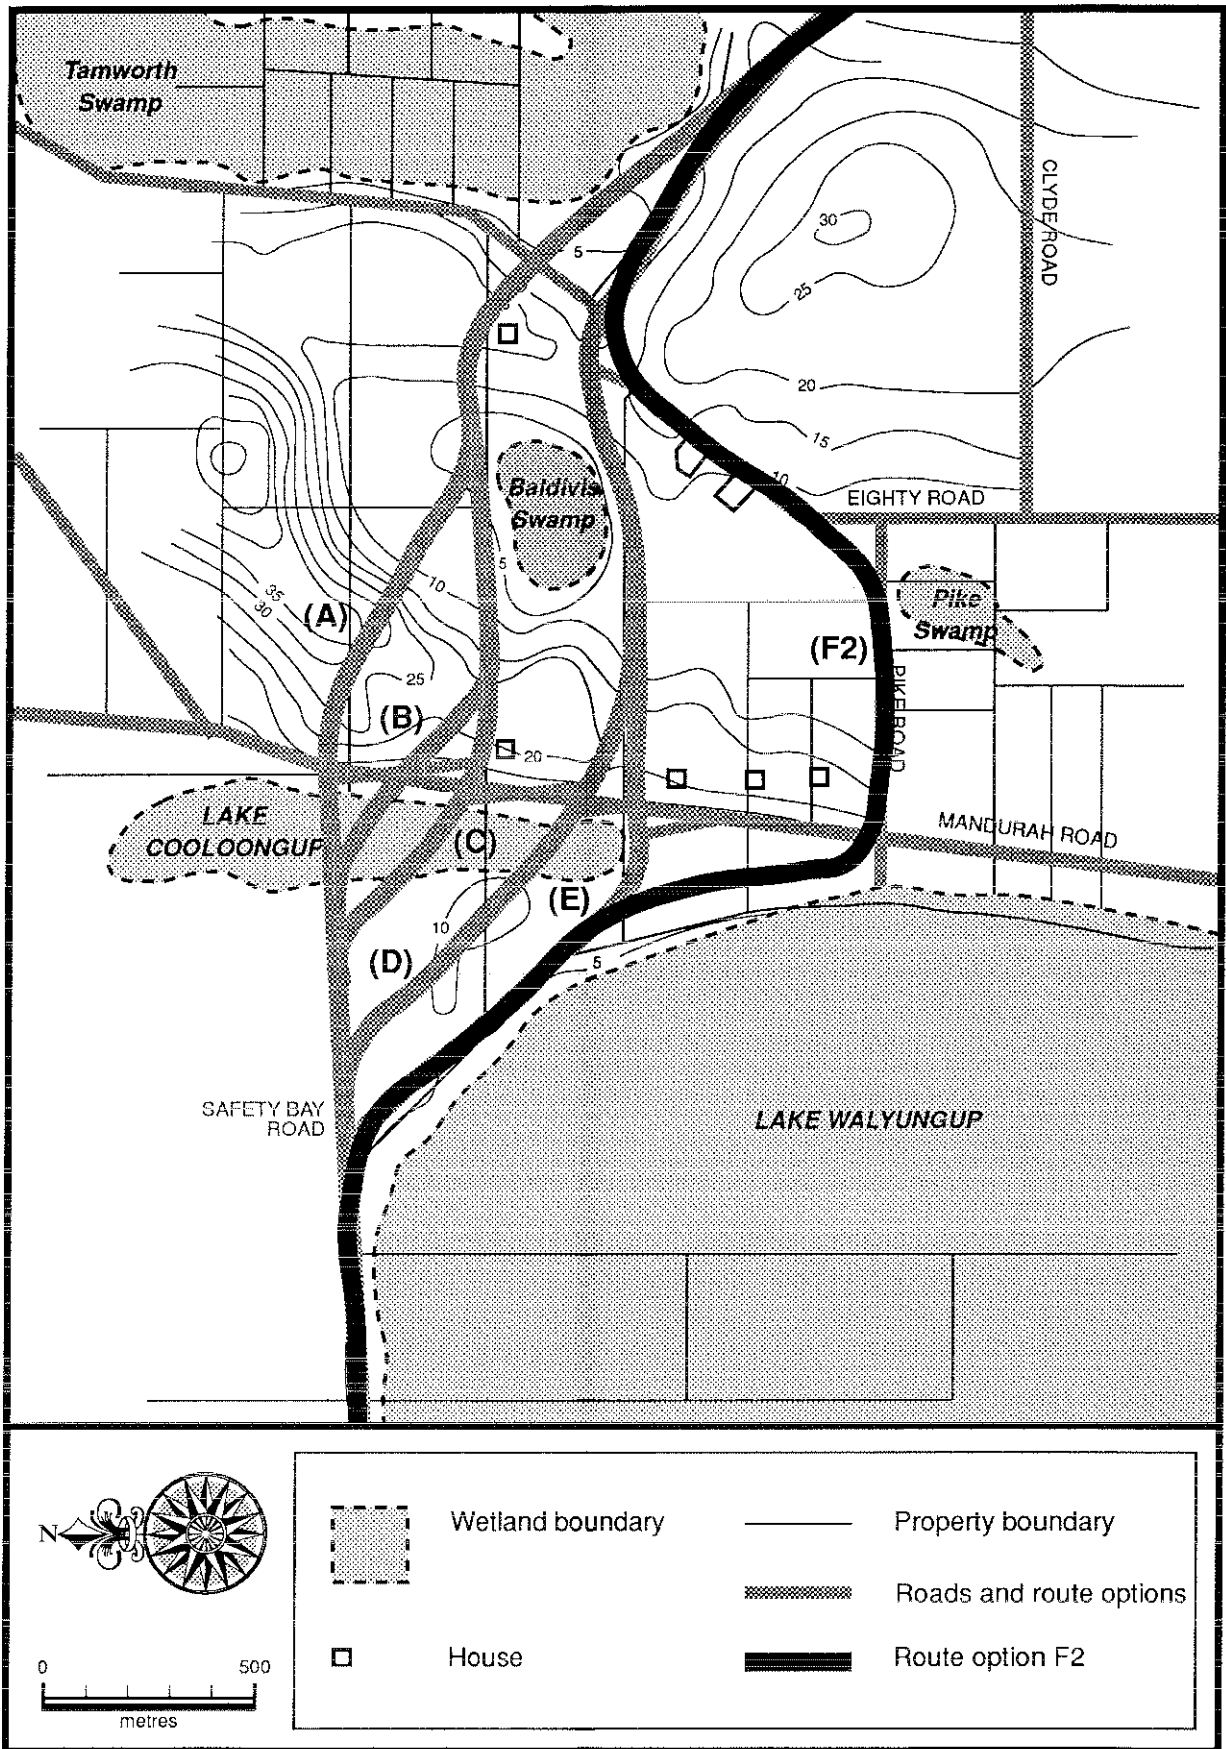 Tamworth
Swamp
CLYDE ROAD
30
5
25
5
20
15
10
EIGHTY ROAD
Baldivis
Swamp
5
10
35
30
(A)
Pike
Swamp
(F2)
25
PIKE ROAD
(B)
20
LAKE
COOLOONGUP
(C)
MANDURAH ROAD
(E)
10
(D)
5
SAFETY BAY
ROAD
LAKE WALYUNGUP
N
Wetland boundary
Property boundary
Roads and route options
House
Route option F2
0 500
metres